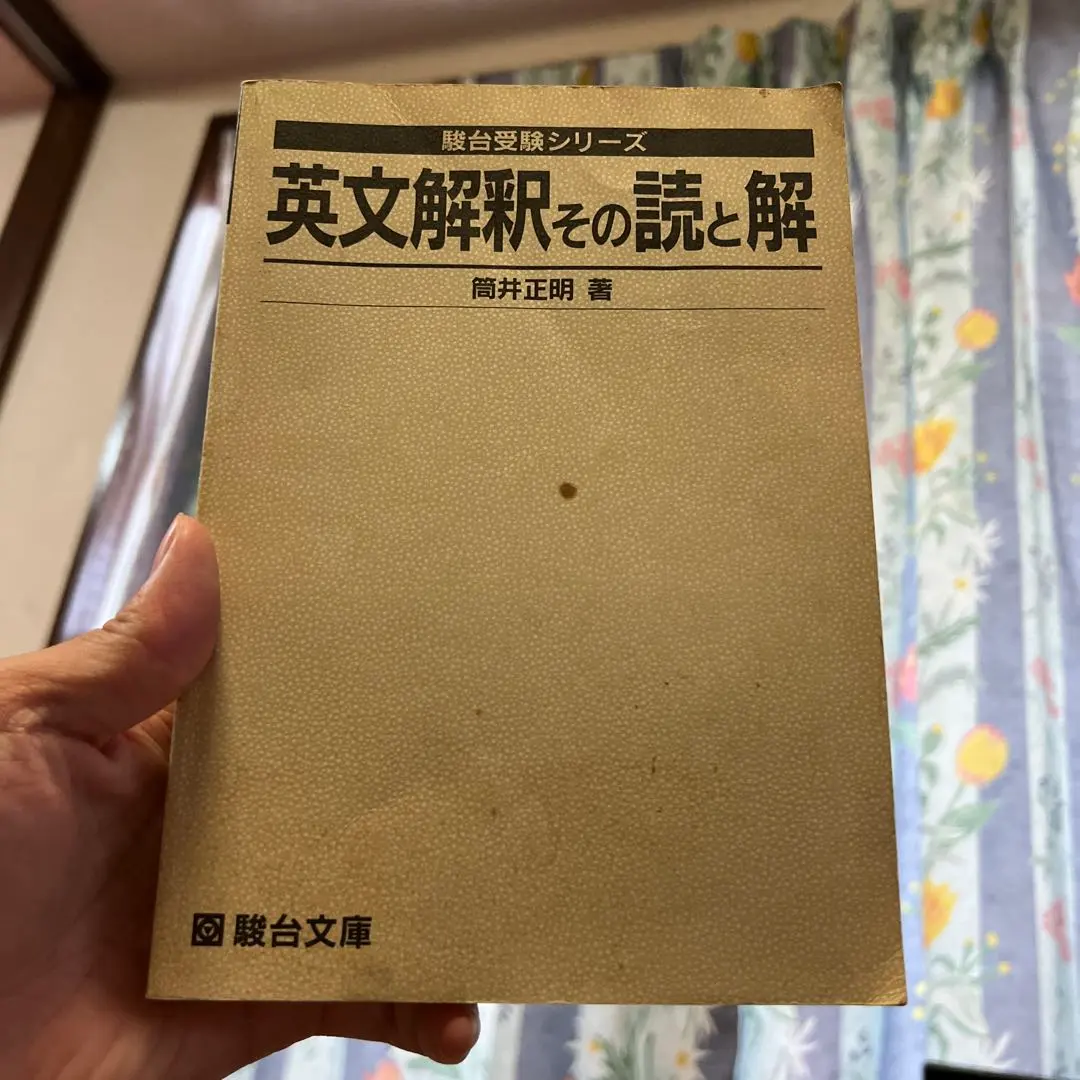 駿台受験シリーズ
英文解釈その読と解
筒井正明 著
駿台文庫